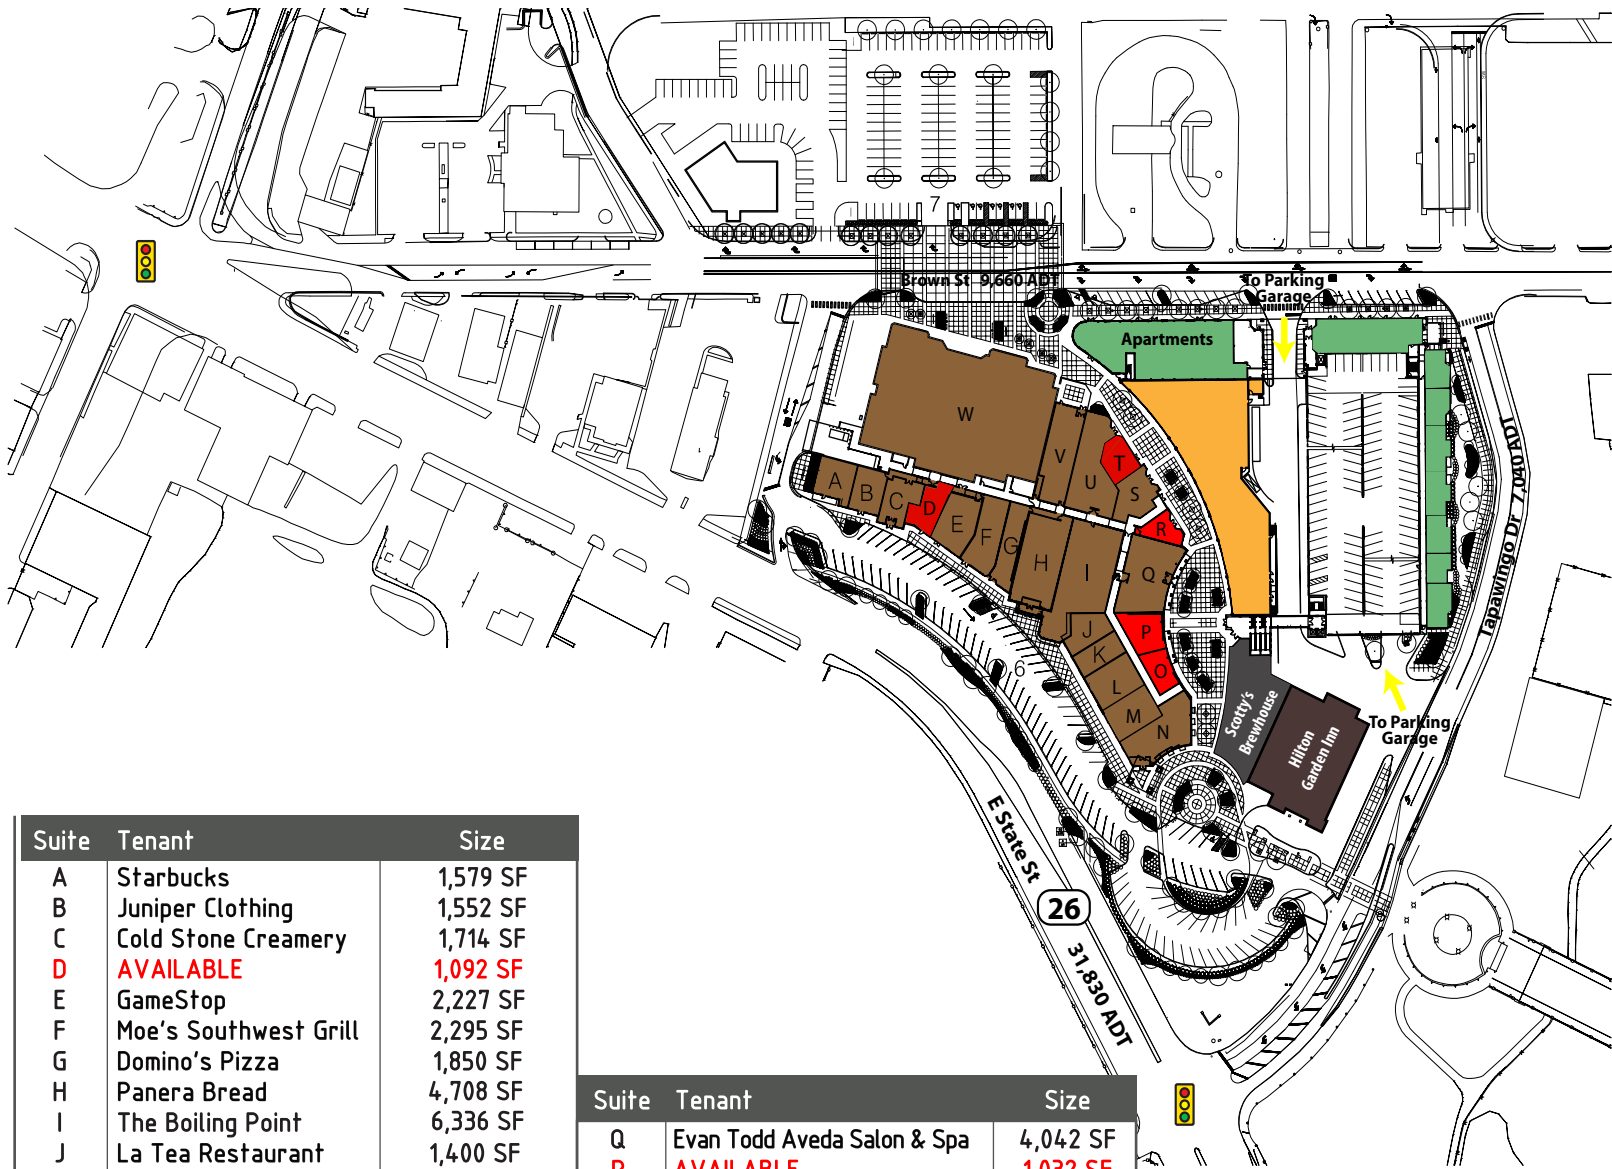 7
Brown St 9,660 ADT
To Parking
Garage
Apartments
W
V
T
U
S
A
B
C
D
E
F
G
H
I
R
Q
J
K
P
O
L
M
N
6
Tapawingo Dr 7,040 ADT
Scotty's
Brewhouse
Hilton
Garden Inn
To Parking
Garage
E State St
26
31,830 ADT
Suite Tenant Size
A Starbucks 1,579 SF
B Juniper Clothing 1,552 SF
C Cold Stone Creamery 1,714 SF
D AVAILABLE 1,092 SF
E GameStop 2,227 SF
F Moe's Southwest Grill 2,295 SF
G Domino's Pizza 1,850 SF
H Panera Bread 4,708 SF
I The Boiling Point 6,336 SF
J La Tea Restaurant 1,400 SF
Suite Tenant Size
Q Evan Todd Aveda Salon & Spa 4,042 SF
R AVAILABLE 1,032 SF